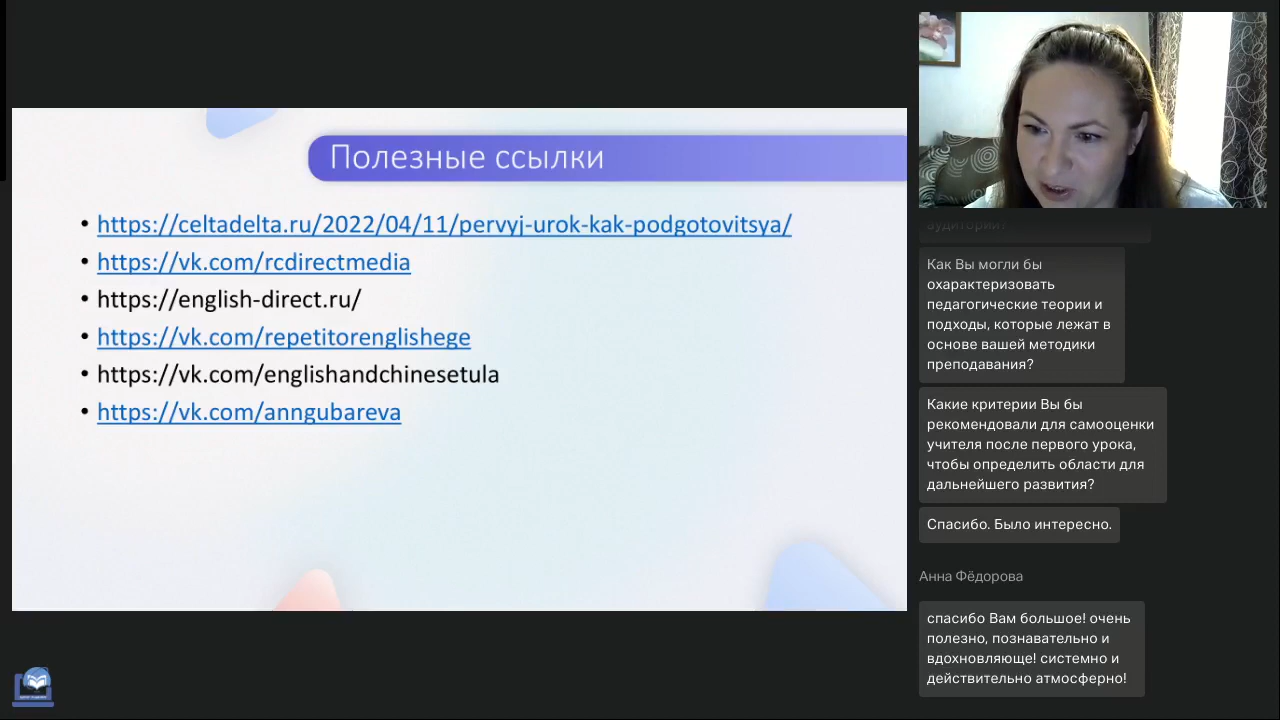 Полезные ссылки
• https://celtadelta.ru/2022/04/11/pervyj-urok-kak-podgotovitsya/
• https://vk.com/rcdirectmedia
• https://english-direct.ru/
• https://vk.com/repetitorenglishege
• https://vk.com/englishandchinesetula
• https://vk.com/anngubareva
аудитории?
Как Вы могли бы
охарактеризовать
педагогические теории и
подходы, которые лежат в
основе вашей методики
преподавания?
Какие критерии Вы бы
рекомендовали для самооценки
учителя после первого урока,
чтобы определить области для
дальнейшего развития?
Спасибо. Было интересно.
Анна Фёдорова
спасибо Вам большое! очень
полезно, познавательно и
вдохновляюще! системно и
действительно атмосферно!